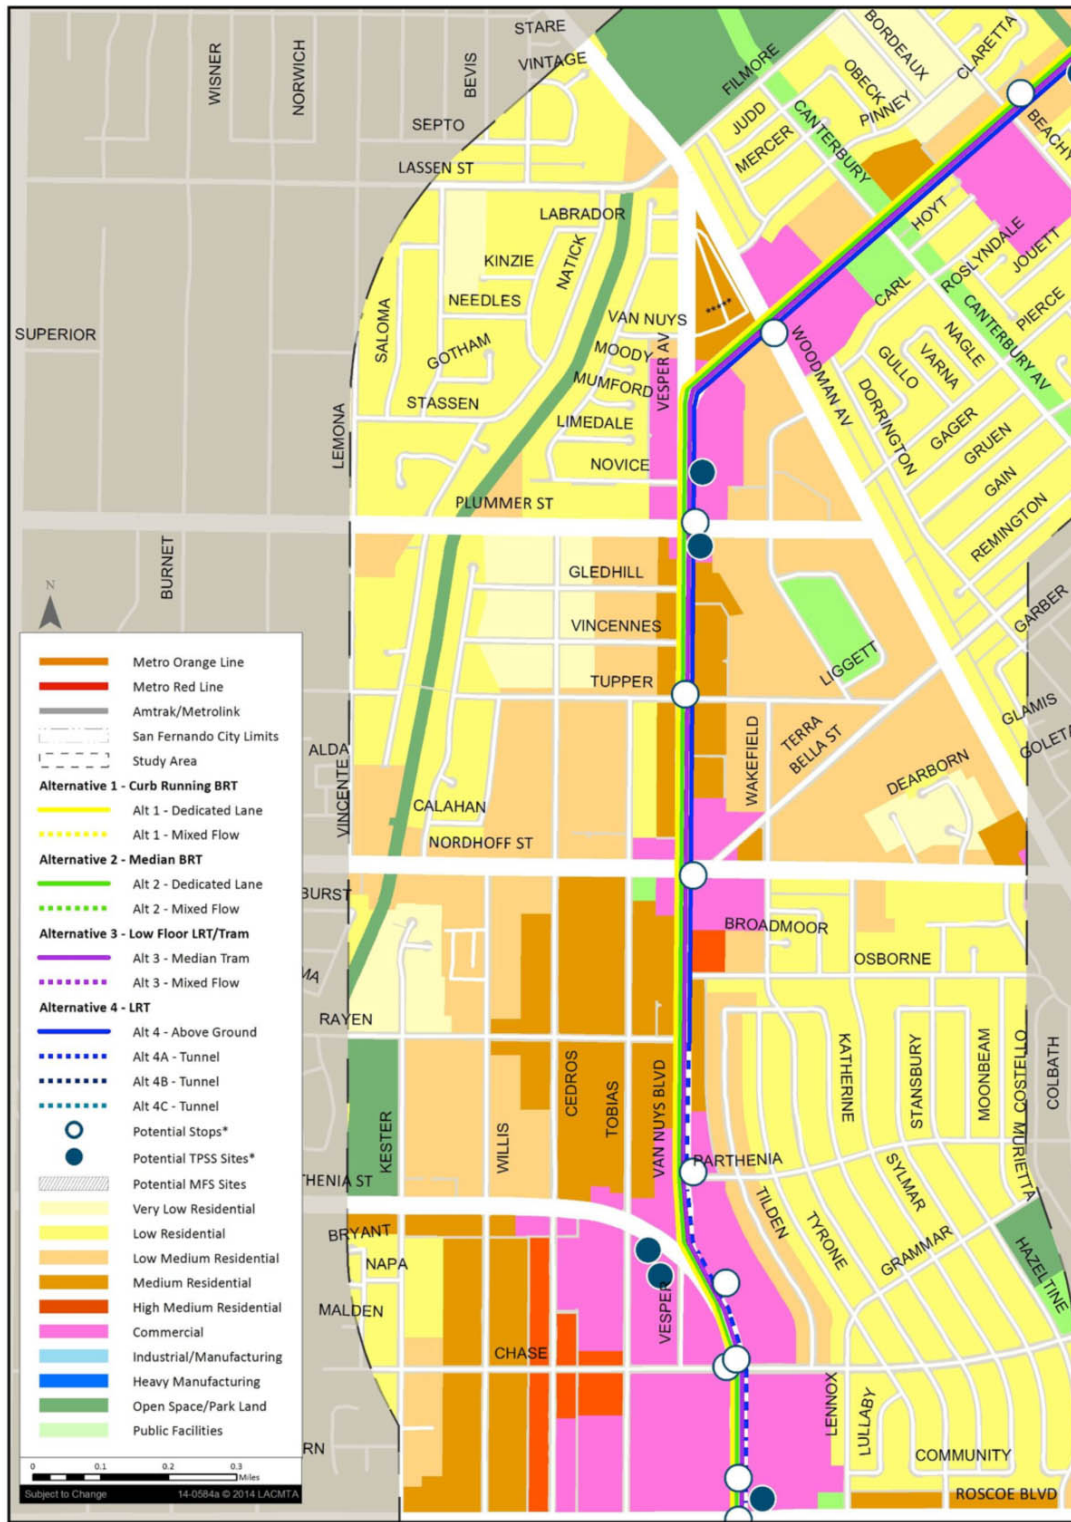 STARE
VINTAGE
WISNER
NORWICH
BEVIS
SEPTO
LASSEN ST
FILMORE
BORDEAUX
CLARETTA
OBECK
PINNEY
JUDD
MERCER
CANTERBURY
BEACHY
LABRADOR
HOYT
KINZIE
NATICK
NEEDLES
ROSLYNDALE
JOUETT
CARL
SUPERIOR
SALOMA
GOTHAM
VAN NUYS
MOODY
VESPER AV
MUMFORD
WOODMAN AV
CANTERBURY AV
PIERCE
NAGLE
VARNA
GULLO
DORRINGTON
STASSEN
LEMONA
LIMEDALE
GAGER
GRUEN
NOVICE
GAIN
PLUMMER ST
REMINGTON
BURNET
GLEDHILL
GARBER
VINCENNES
LIGGETT
TUPPER
GLAMIS
GOLETA
WAKEFIELD
TERRA
BELLA ST
ALDA
VINCENTE
DEARBORN
CALAHAN
NORDHOFF ST
BURST
BROADMOOR
OSBORNE
MA
RAYEN
KATHERINE
STANSBURY
MOONBEAM
COSTELLO
COLBATH
CEDROS
TOBIAS
VAN NUYS BLVD
KESTER
WILLIS
PARTHENIA
THENIA ST
SYLMAR
MURIETTA
TILDEN
TYRONE
GRAMMAR
HAZELTINE
BRYANT
NAPA
MALDEN
VESPER
CHASE
LENNOX
LULLABY
RN
COMMUNITY
ROSCOE BLVD
N
Metro Orange Line
Metro Red Line
Amtrak/Metrolink
San Fernando City Limits
Study Area
Alternative 1 - Curb Running BRT
Alt 1 - Dedicated Lane
Alt 1 - Mixed Flow
Alternative 2 - Median BRT
Alt 2 - Dedicated Lane
Alt 2 - Mixed Flow
Alternative 3 - Low Floor LRT/Tram
Alt 3 - Median Tram
Alt 3 - Mixed Flow
Alternative 4 - LRT
Alt 4 - Above Ground
Alt 4A - Tunnel
Alt 4B - Tunnel
Alt 4C - Tunnel
Potential Stops*
Potential TPSS Sites*
Potential MFS Sites
Very Low Residential
Low Residential
Low Medium Residential
Medium Residential
High Medium Residential
Commercial
Industrial/Manufacturing
Heavy Manufacturing
Open Space/Park Land
Public Facilities
0 0.1 0.2 0.3
Miles
Subject to Change 14-0584a © 2014 LACMTA